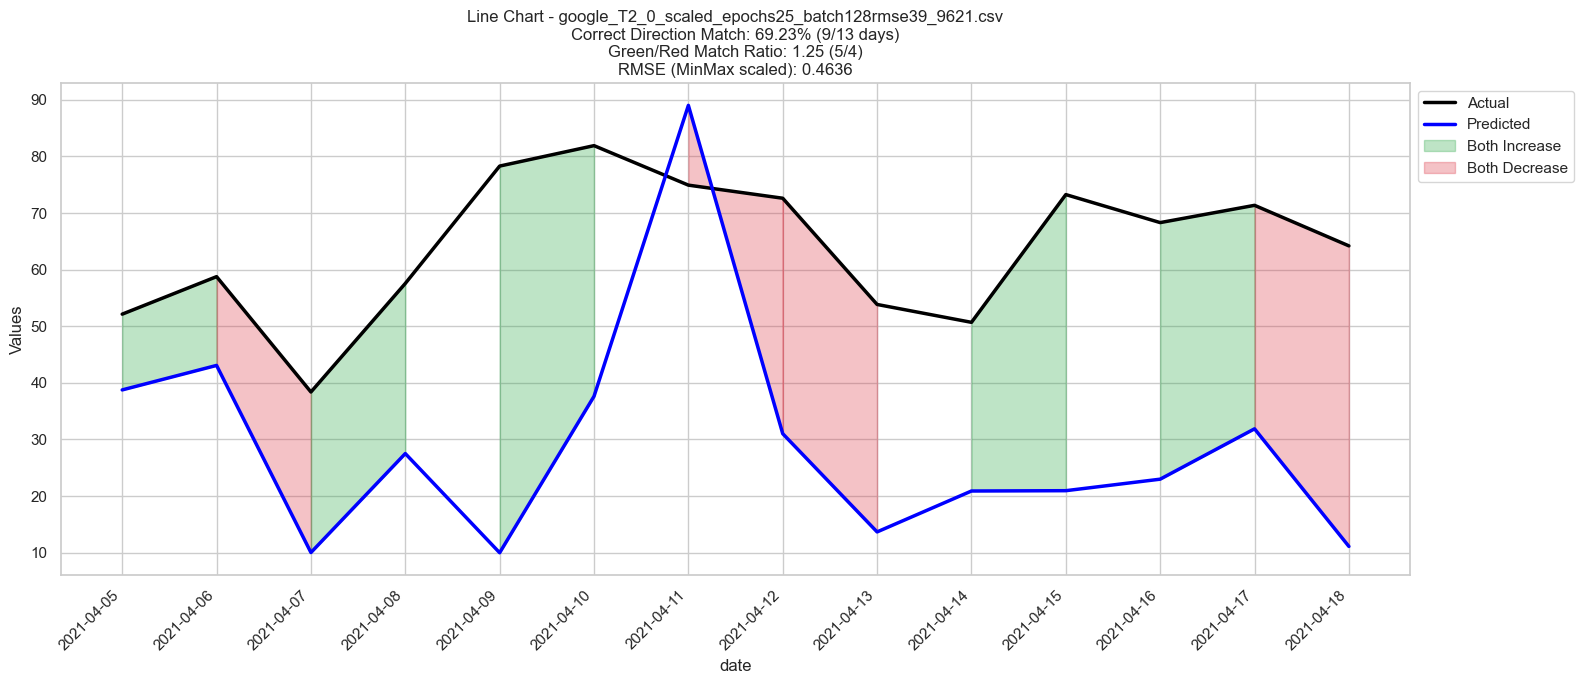 Line Chart - google_T2_0_scaled_epochs25_batch128rmse39_9621.csv
Correct Direction Match: 69.23% (9/13 days)
Green/Red Match Ratio: 1.25 (5/4)
RMSE (MinMax scaled): 0.4636
Actual
Predicted
Both Increase
Both Decrease
Values
90
80
70
60
50
40
30
20
10
2021-04-05
2021-04-06
2021-04-07
2021-04-08
2021-04-09
2021-04-10
2021-04-11
2021-04-12
2021-04-13
2021-04-14
2021-04-15
2021-04-16
2021-04-17
2021-04-18
date